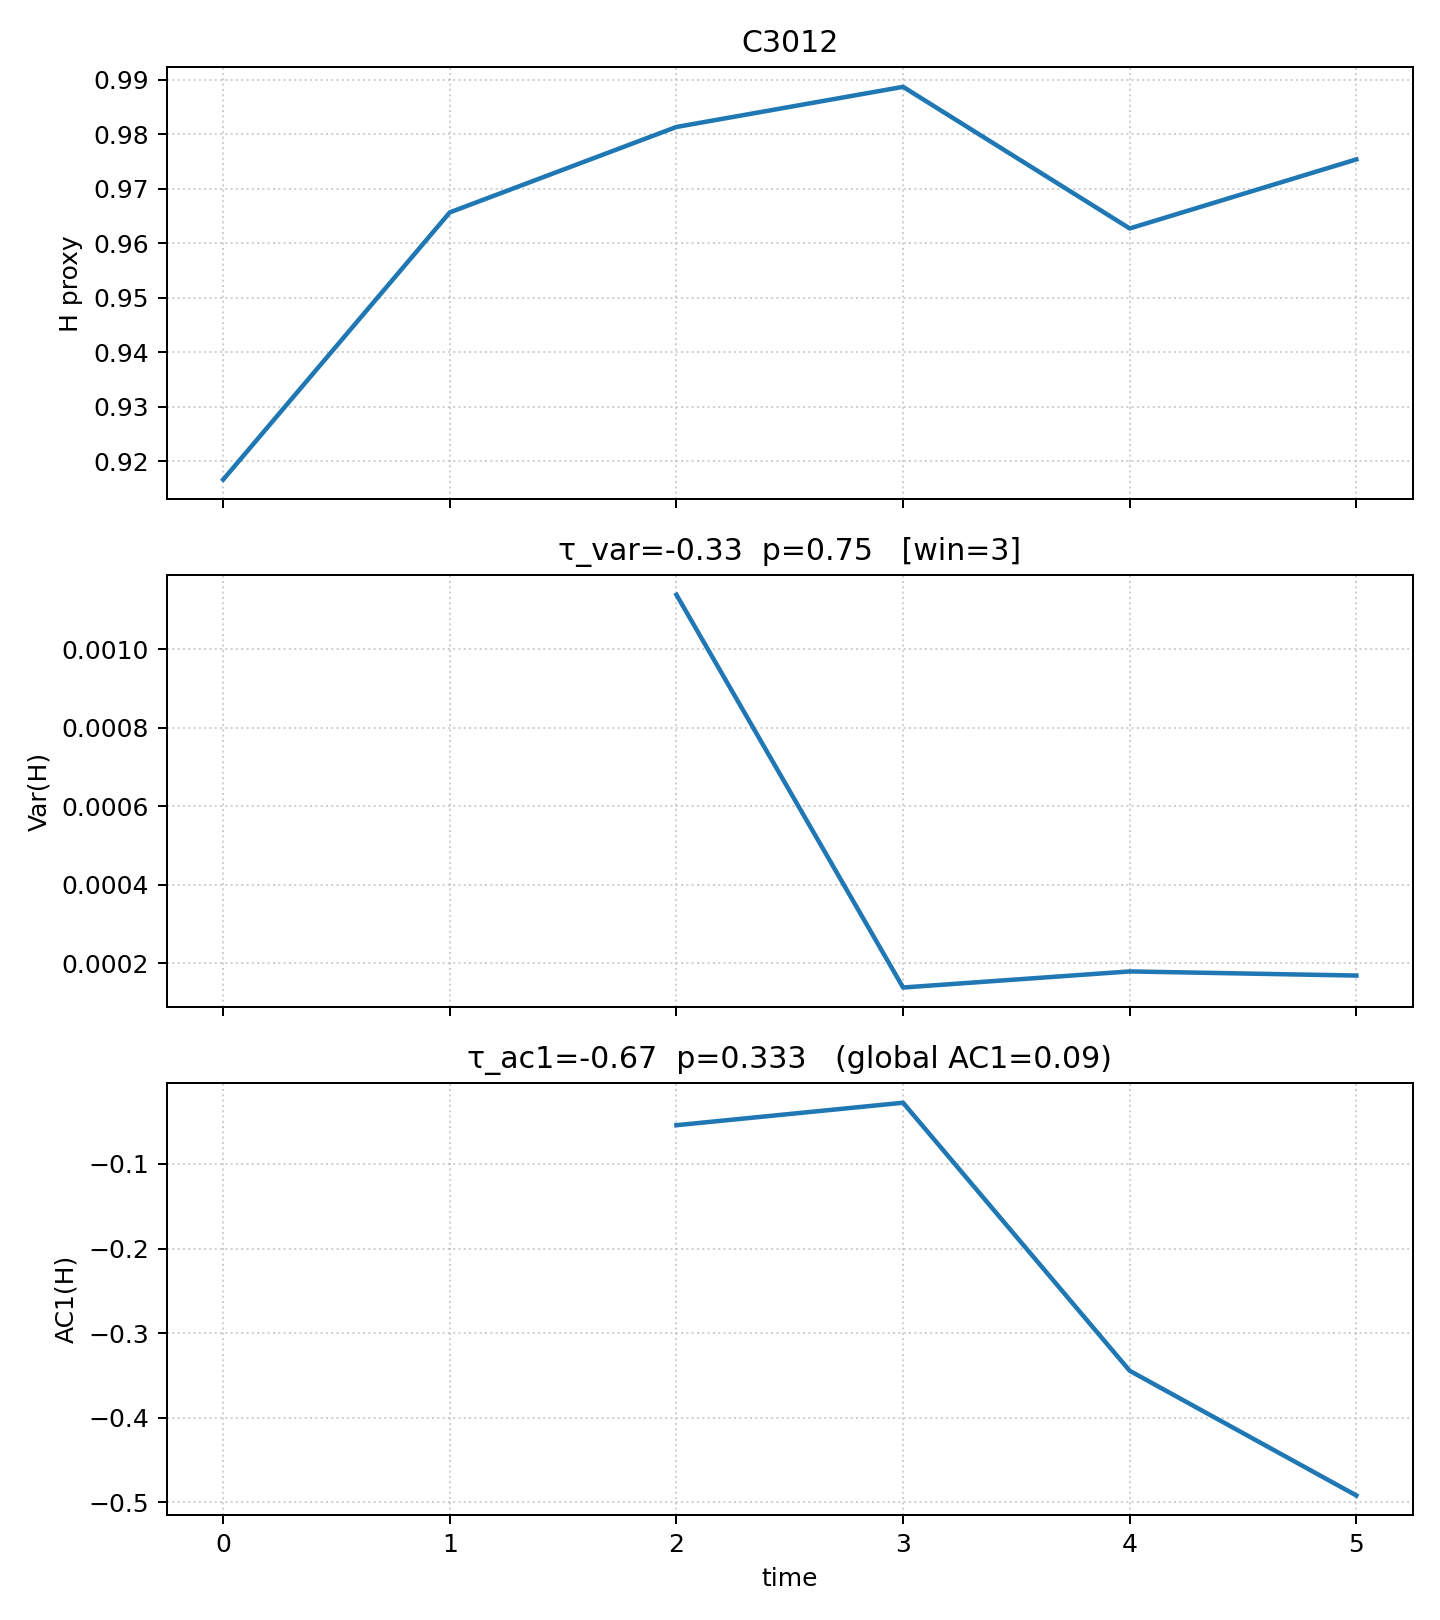 C3012
0.99
0.98
0.97
0.96
0.95
0.94
0.93
0.92
H proxy
τ_var=-0.33  p=0.75   [win=3]
0.0010
0.0008
0.0006
0.0004
0.0002
Var(H)
τ_ac1=-0.67  p=0.333   (global AC1=0.09)
−0.1
−0.2
−0.3
−0.4
−0.5
AC1(H)
0 1 2 3 4 5
time